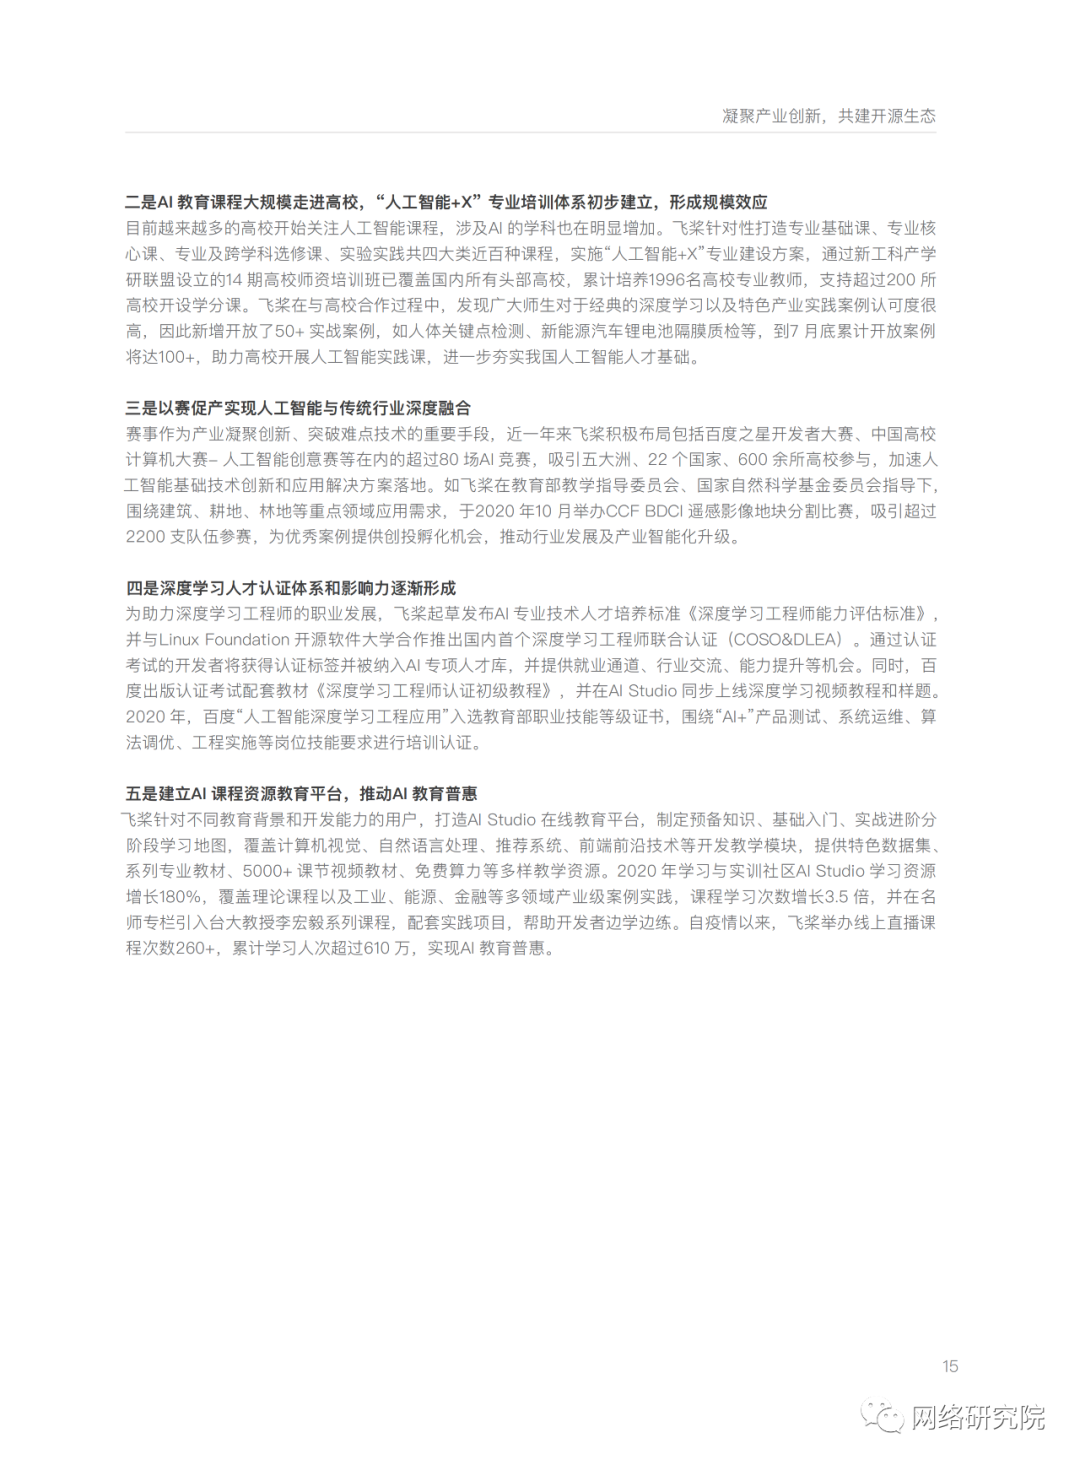 凝聚产业创新，共建开源生态
二是AI 教育课程大规模走进高校，“人工智能+X” 专业培训体系初步建立，形成规模效应
目前越来越多的高校开始关注人工智能课程，涉及AI 的学科也在明显增加。飞桨针对性打造专业基础课、专业核
心课、专业及跨学科选修课、实验实践共四大类近百种课程，实施“人工智能+X”专业建设方案，通过新工科产学
研联盟设立的14 期高校师资培训班已覆盖国内所有头部高校，累计培养1996名高校专业教师，支持超过200 所
高校开设学分课。飞桨在与高校合作过程中，发现广大师生对于经典的深度学习以及特色产业实践案例认可度很
高，因此新增开放了50+ 实战案例，如人体关键点检测、新能源汽车锂电池隔膜质检等，到7 月底累计开放案例
将达100+，助力高校开展人工智能实践课，进一步夯实我国人工智能人才基础。
三是以赛促产实现人工智能与传统行业深度融合
赛事作为产业凝聚创新、突破难点技术的重要手段，近一年来飞桨积极布局包括百度之星开发者大赛、中国高校
计算机大赛– 人工智能创意赛等在内的超过80 场AI 竞赛，吸引五大洲、22 个国家、600 余所高校参与，加速人
工智能基础技术创新和应用解决方案落地。如飞桨在教育部教学指导委员会、国家自然科学基金委员会指导下,
围绕建筑、耕地、林地等重点领域应用需求，于2020 年10 月举办CCF BDCI 遥感影像地块分割比赛，吸引超过
2200 支队伍参赛，为优秀案例提供创投孵化机会，推动行业发展及产业智能化升级。
四是深度学习人才认证体系和影响力逐渐形成
为助力深度学习工程师的职业发展，飞桨起草发布AI 专业技术人才培养标准《深度学习工程师能力评估标准》,
并与Linux Foundation 开源软件大学合作推出国内首个深度学习工程师联合认证（COSO&DLEA）。通过认证
考试的开发者将获得认证标签并被纳入AI 专项人才库，并提供就业通道、行业交流、能力提升等机会。同时，百
度出版认证考试配套教材《深度学习工程师认证初级教程》，并在AI Studio 同步上线深度学习视频教程和样题。
2020 年，百度“人工智能深度学习工程应用”入选教育部职业技能等级证书，围绕“AI+”产品测试、系统运维、算
法调优、工程实施等岗位技能要求进行培训认证。
五是建立AI 课程资源教育平台，推动AI 教育普惠
飞桨针对不同教育背景和开发能力的用户，打造AI Studio 在线教育平台，制定预备知识、基础入门、实战进阶分
阶段学习地图，覆盖计算机视觉、自然语言处理、推荐系统、前端前沿技术等开发教学模块，提供特色数据集、
系列专业教材、5000+ 课节视频教材、免费算力等多样教学资源。2020 年学习与实训社区AI Studio 学习资源
增长180%，覆盖理论课程以及工业、能源、金融等多领域产业级案例实践，课程学习次数增长3.5 倍，并在名
师专栏引入台大教授李宏毅系列课程，配套实践项目，帮助开发者边学边练。自疫情以来，飞桨举办线上直播课
程次数260+，累计学习人次超过610 万，实现AI 教育普惠。
15
网络研究院